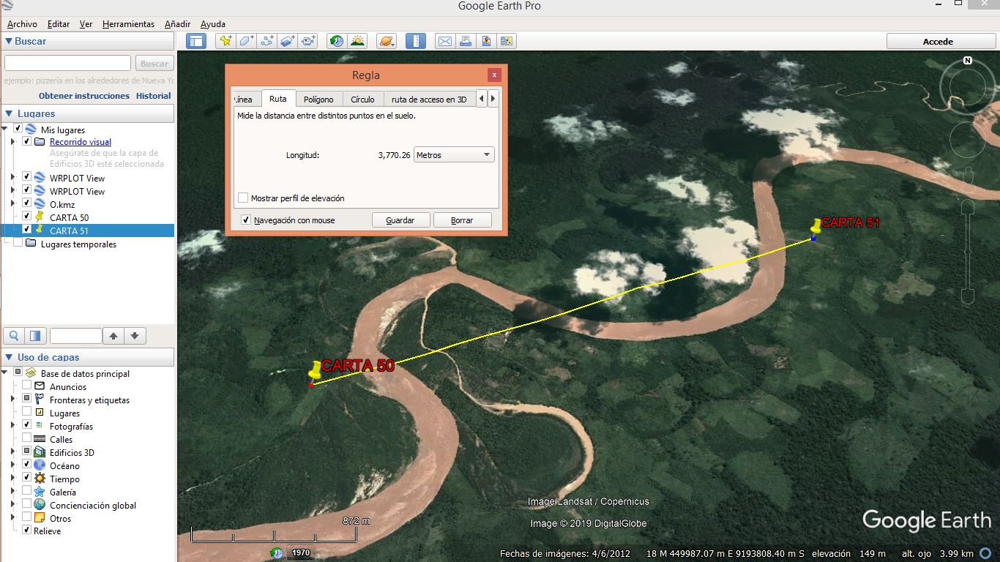 Google Earth Pro
Archivo Editar Ver Herramientas Añadir Ayuda
Buscar
Buscar
ejemplo: pizzería en los alrededores de Nueva Yo
Obtener instrucciones Historial
Lugares
Mis lugares
Recorrido visual
Asegúrate de que la capa de
Edificios 3D esté seleccionada
WRPLOT View
WRPLOT View
O.kmz
CARTA 50
CARTA 51
Lugares temporales
Uso de capas
Base de datos principal
Anuncios
Fronteras y etiquetas
Lugares
Fotografías
Calles
Edificios 3D
Océano
Tiempo
Galería
Concienciación global
Otros
Relieve
Accede
Regla
Línea Ruta Polígono Círculo ruta de acceso en 3D
Mide la distancia entre distintos puntos en el suelo.
Longitud: 3,770.26 Metros
Mostrar perfil de elevación
Navegación con mouse Guardar Borrar
N
CARTA 51
CARTA 50
872 m
Image Landsat / Copernicus
Image © 2019 DigitalGlobe
Google Earth
1970
Fechas de imágenes: 4/6/2012 18 M 449987.07 m E 9193808.40 m S elevación 149 m alt. ojo 3.99 km